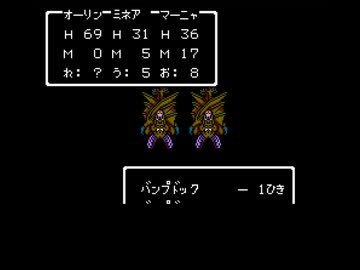 オーリン ミネア マーニャ
H 69 H 31 H 36
M 0 M 5 M 17
れ: ? う: 5 お: 8
バンプドック ー 1ひき